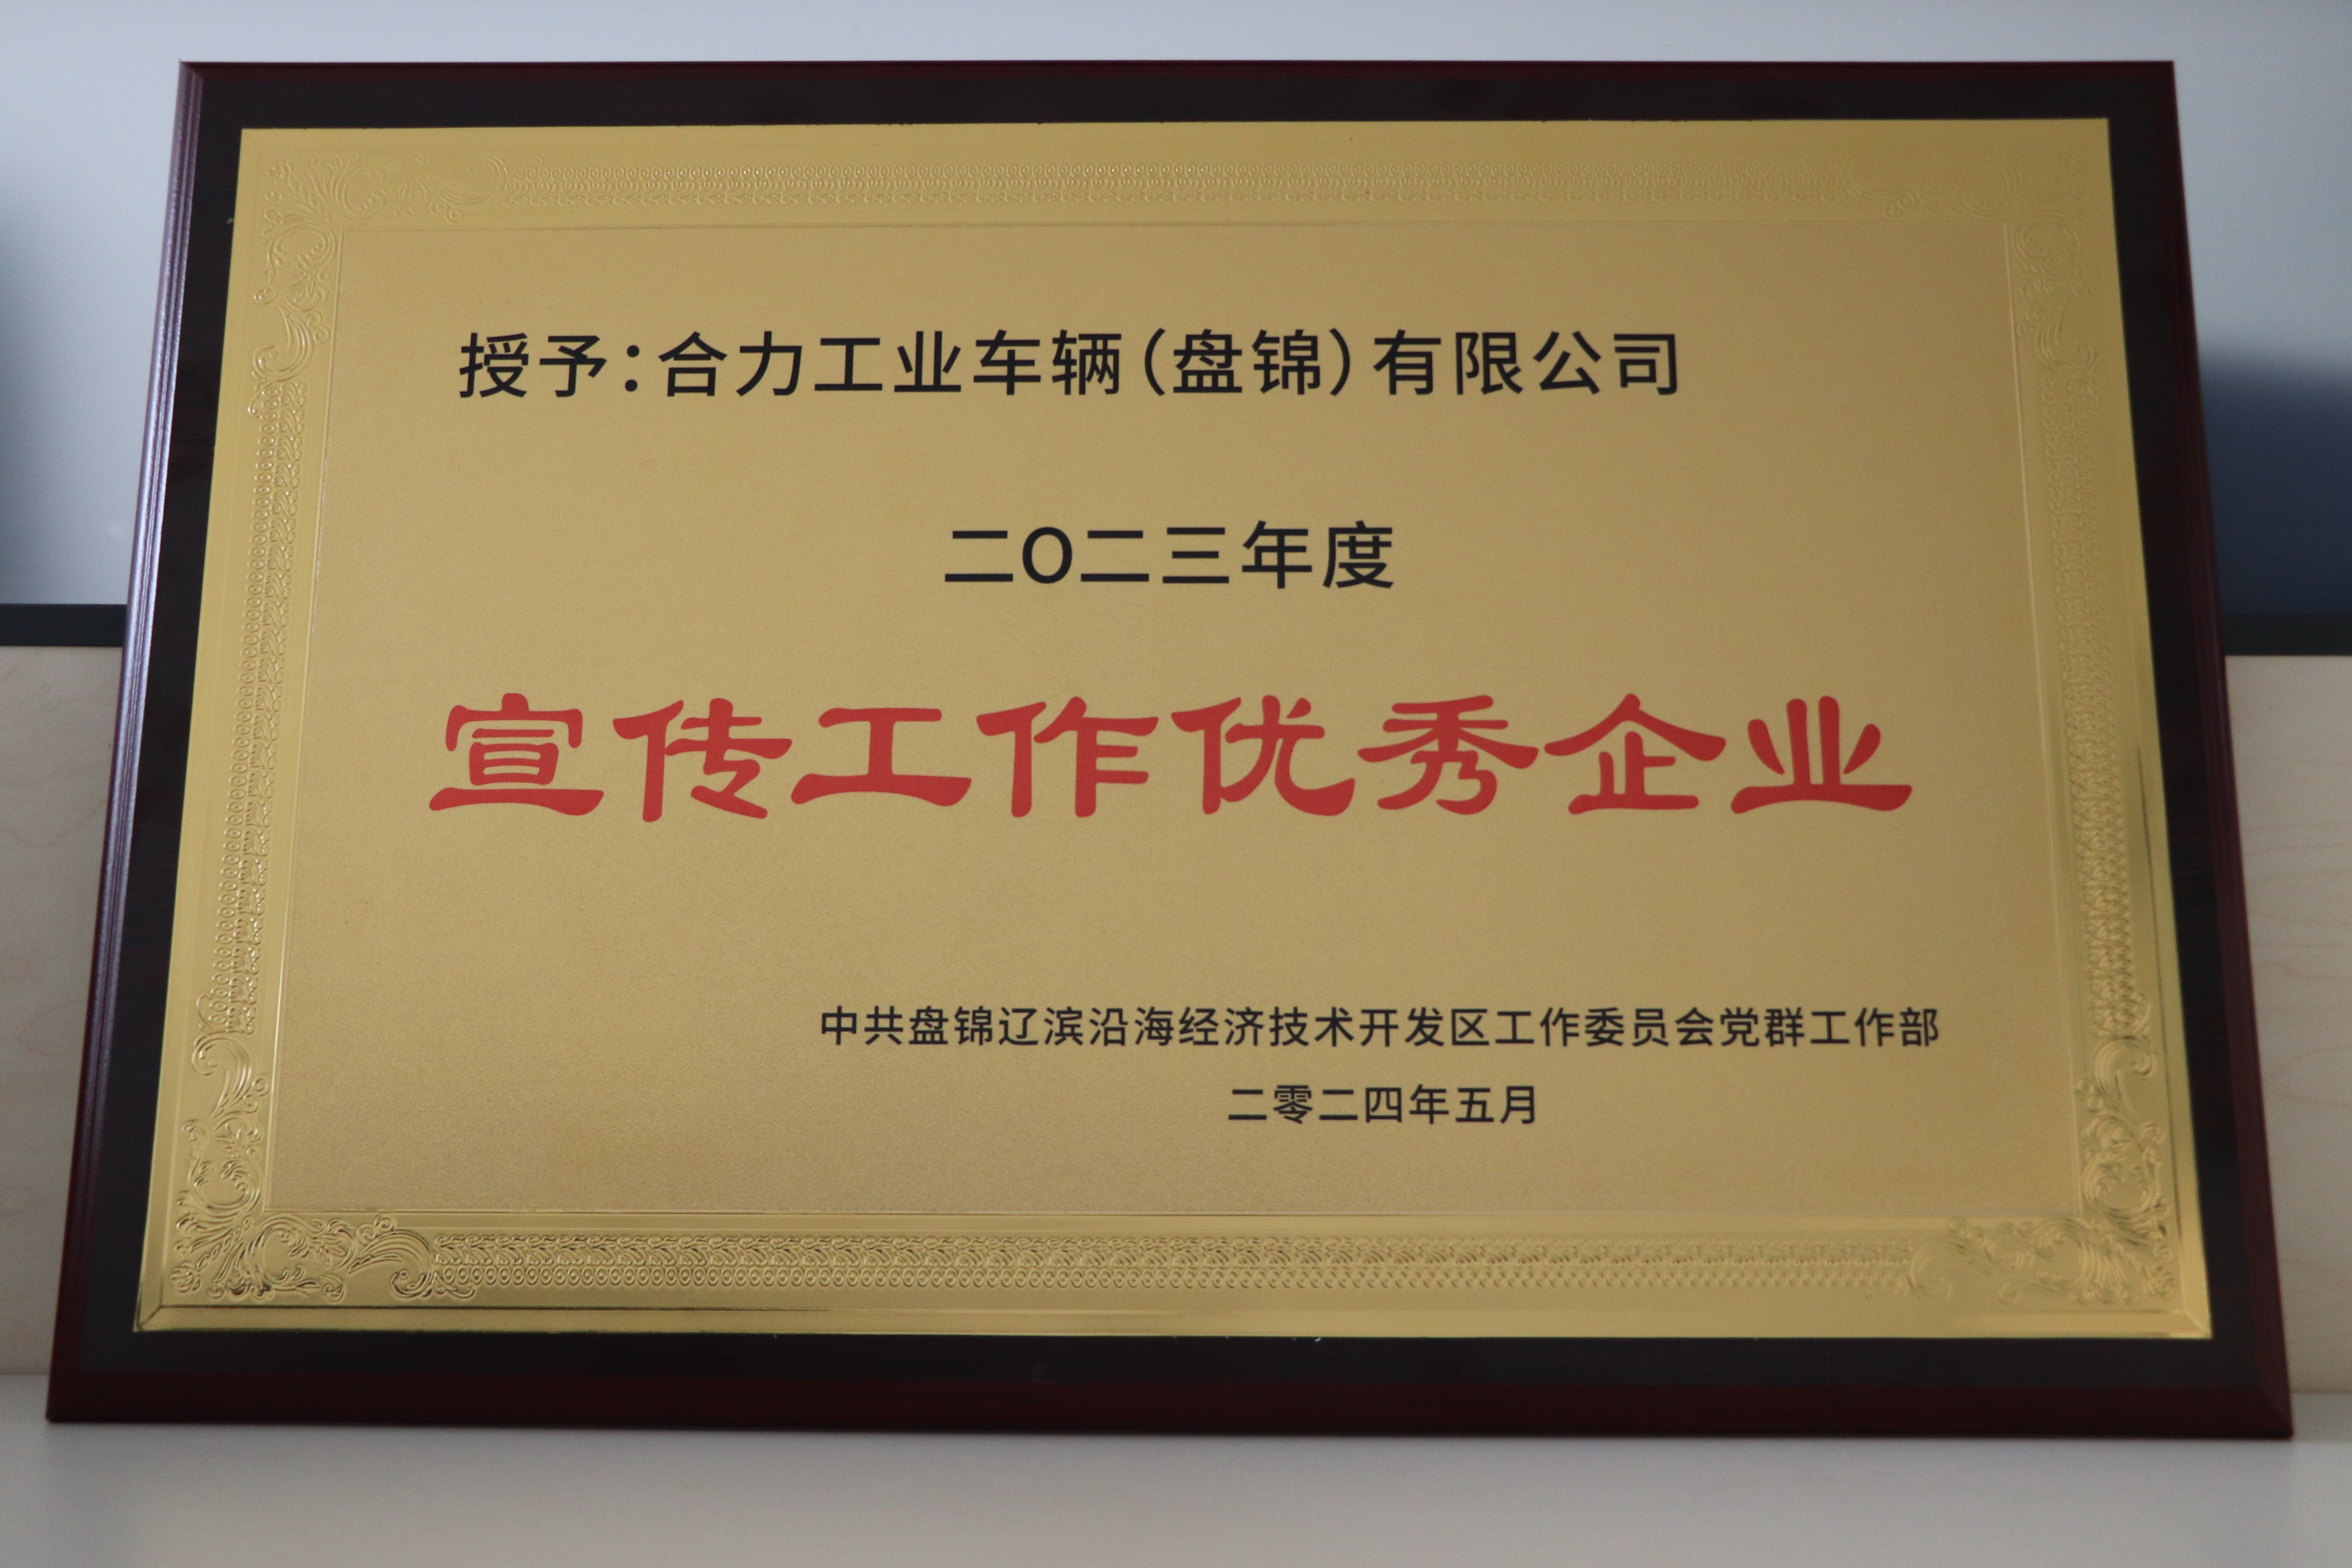 授予：合力工业车辆（盘锦）有限公司
二O二三年度
宣传工作优秀企业
中共盘锦辽滨沿海经济技术开发区工作委员会党群工作部
二零二四年五月